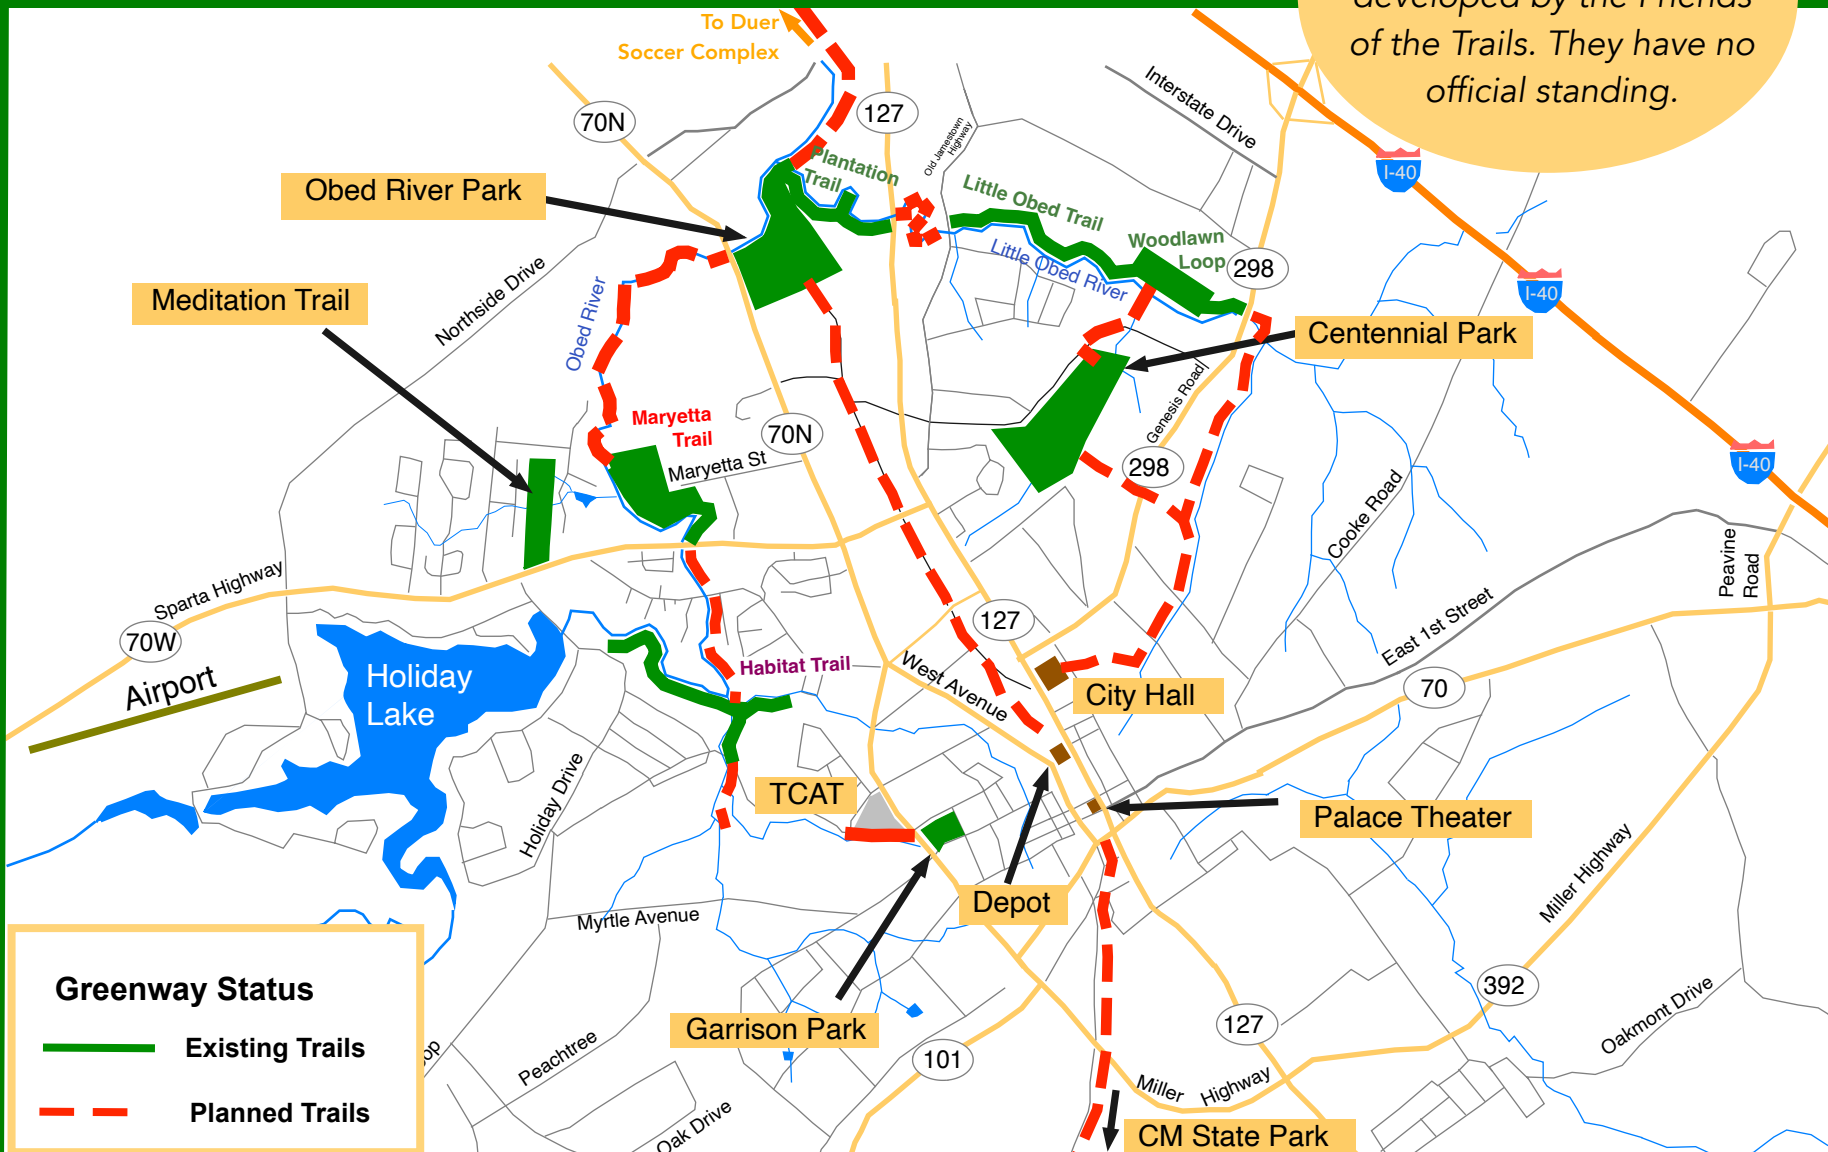 developed by the Friends
of the Trails. They have no
official standing.
To Duer
Soccer Complex
70N
127
Old Jamestown
Highway
Interstate Drive
I-40
Plantation
Trail
Obed River Park
Little Obed Trail
Woodlawn
Loop
298
Little Obed River
I-40
Meditation Trail
Northside Drive
Obed River
Centennial Park
Maryetta
Trail
70N
Maryetta St
Genesis Road
298
I-40
Cooke Road
Peavine
Road
Sparta Highway
70W
127
East 1st Street
Airport
Holiday
Lake
Habitat Trail
West Avenue
City Hall
70
TCAT
Holiday Drive
Palace Theater
Miller Highway
Depot
Myrtle Avenue
Garrison Park
392
127
Oakmont Drive
101
Peachtree
Miller
Highway
Oak Drive
CM State Park
op
Greenway Status
Existing Trails
Planned Trails